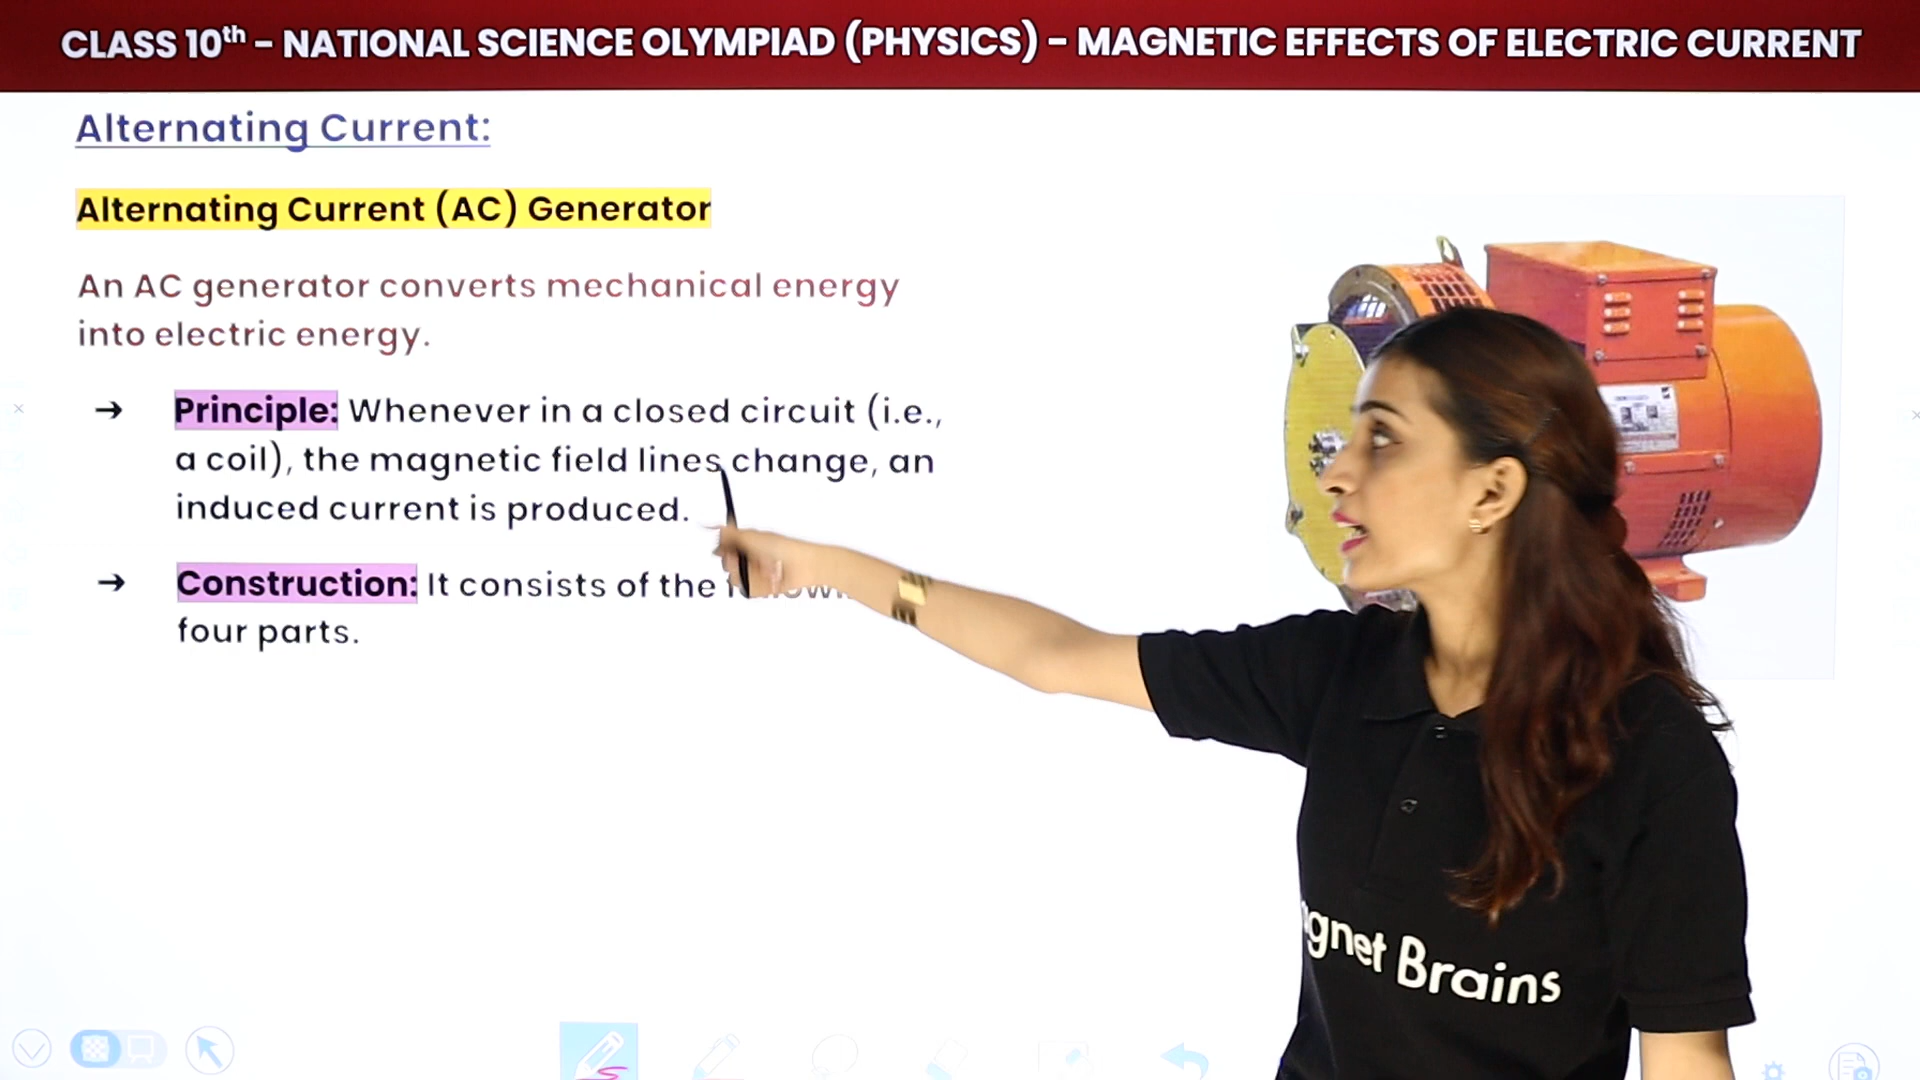 CLASS 10th – NATIONAL SCIENCE OLYMPIAD (PHYSICS) – MAGNETIC EFFECTS OF ELECTRIC CURRENT
Alternating Current:
Alternating Current (AC) Generator
An AC generator converts mechanical energy
into electric energy.
→ Principle: Whenever in a closed circuit (i.e.,
a coil), the magnetic field lines change, an
induced current is produced.
→ Construction: It consists of the
four parts.
gnet Brains